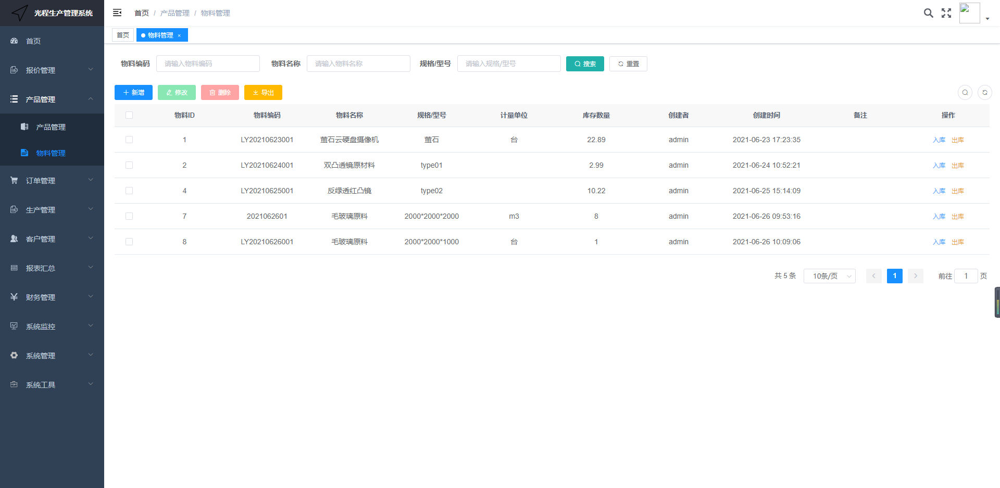 光程生产管理系统
首页 / 产品管理 / 物料管理
首页
物料管理 ×
首页
报价管理
产品管理
产品管理
物料管理
订单管理
生产管理
客户管理
报表汇总
财务管理
系统监控
系统管理
系统工具
物料编码 请输入物料编码 物料名称 请输入物料名称 规格/型号 请输入规格/型号 搜索 重置
新增 修改 删除 导出
物料ID 物料编码 物料名称 规格/型号 计量单位 库存数量 创建者 创建时间 备注 操作
1 LY20210623001 萤石云硬盘摄像机 萤石 台 22.89 admin 2021-06-23 17:23:35 入库 出库
2 LY20210624001 双凸透镜原材料 type01 2.99 admin 2021-06-24 10:52:21 入库 出库
4 LY20210625001 反绿透红凸镜 type02 10.22 admin 2021-06-25 15:14:09 入库 出库
7 2021062601 毛玻璃原料 2000*2000*2000 m3 8 admin 2021-06-26 09:53:16 入库 出库
8 LY20210626001 毛玻璃原料 2000*2000*1000 台 1 admin 2021-06-26 10:09:06 入库 出库
共 5 条 10条/页 1 前往 1 页